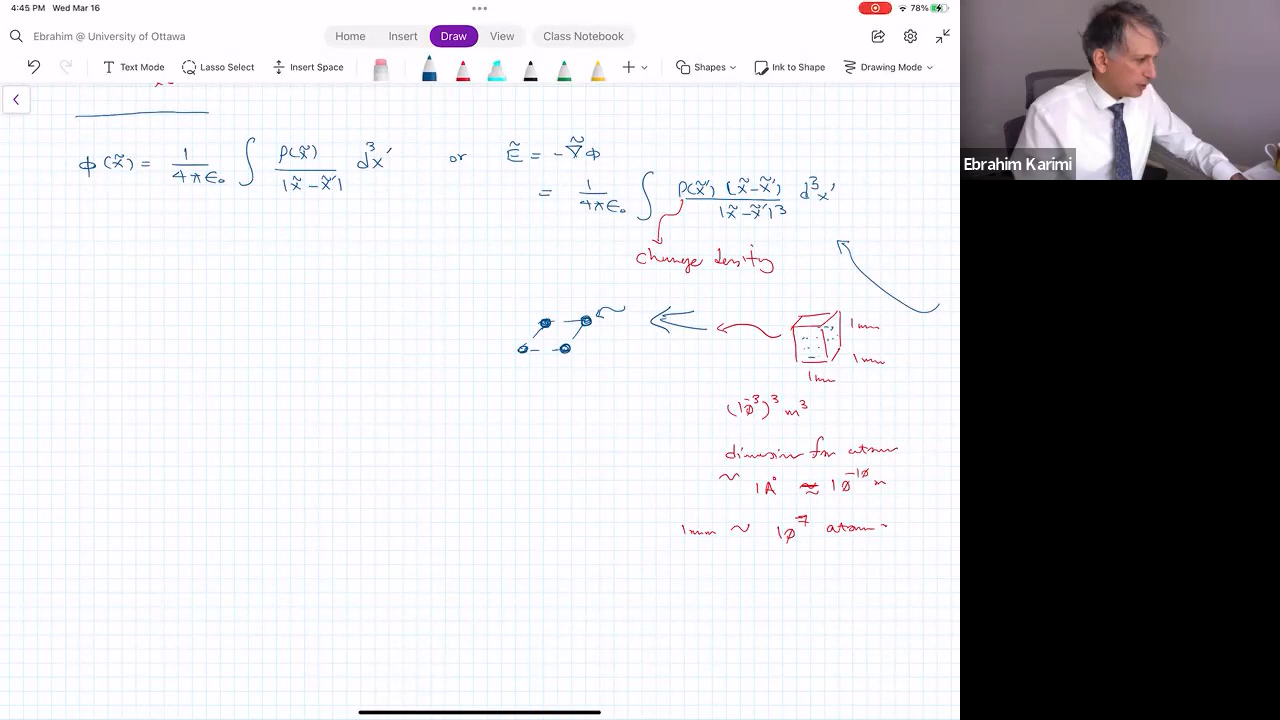 4:45 PM Wed Mar 16
78%
Ebrahim @ University of Ottawa
Home Insert Draw View Class Notebook
Text Mode Lasso Select Insert Space Shapes Ink to Shape Drawing Mode
Ebrahim Karimi
Φ(x̃) = 1/4πε₀ ∫ ρ(x̃)/|x̃-x̃'| d³x' or Ẽ = -∇̃Φ
= 1/4πε₀ ∫ ρ(x̃') (x̃-x̃')/|x̃-x̃'|³ d³x'
charge density
1mm
1mm
1mm
(10⁻³)³ m³
dimension for atom
~ 1Å ≈ 10⁻¹⁰ m
1mm ~ 10⁷ atom